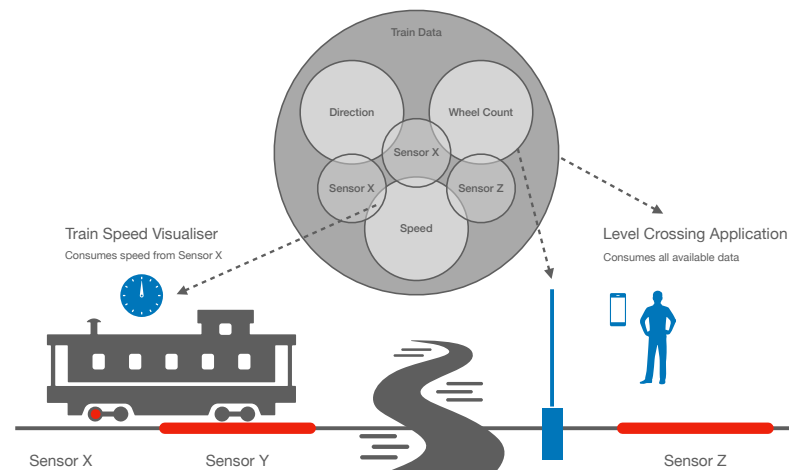 Train Data
Direction
Wheel Count
Sensor X
Sensor X
Sensor Z
Speed
Train Speed Visualiser
Consumes speed from Sensor X
Level Crossing Application
Consumes all available data
Sensor X
Sensor Y
Sensor Z